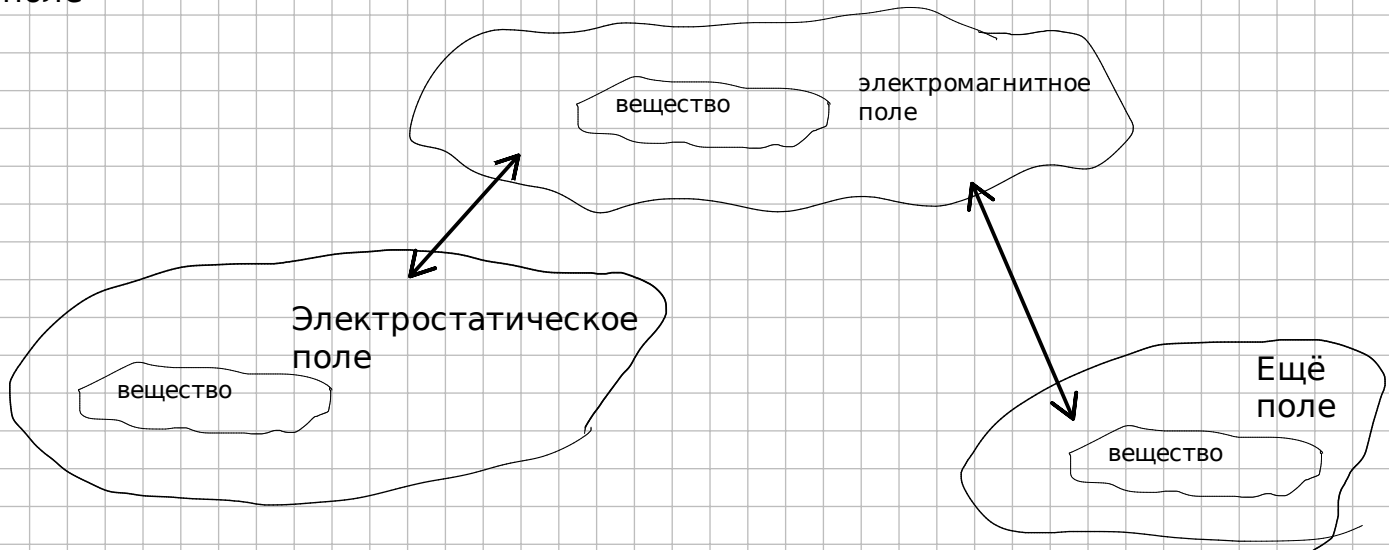 поле
вещество
электромагнитное
поле
Электростатическое
поле
вещество
Ещё
поле
вещество